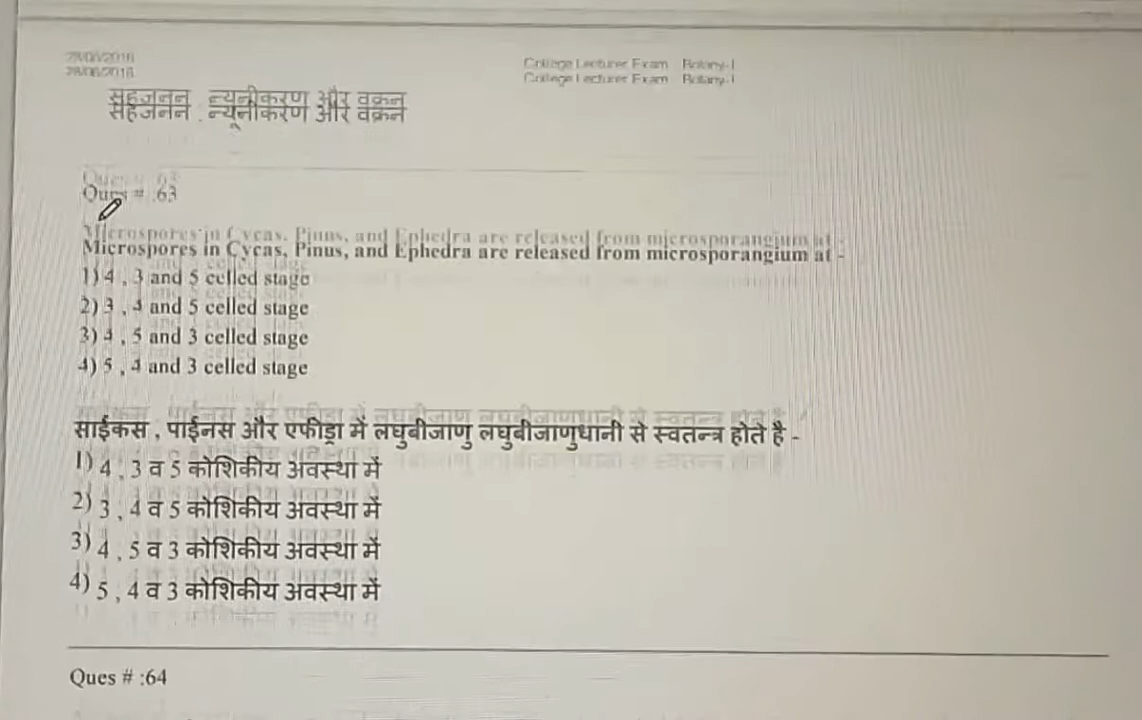 28/06/2016
College Lecturer Exam Botany-I
सहजनन , न्यूनीकरण और वक्रन
Ques # :63
Microspores in Cycas, Pinus, and Ephedra are released from microsporangium at -
1) 4 , 3 and 5 celled stage
2) 3 , 4 and 5 celled stage
3) 4 , 5 and 3 celled stage
4) 5 , 4 and 3 celled stage
साईकस , पाईनस और एफीड्रा में लघुबीजाणु लघुबीजाणुधानी से स्वतन्त्र होते है -
1) 4 , 3 व 5 कोशिकीय अवस्था में
2) 3 , 4 व 5 कोशिकीय अवस्था में
3) 4 , 5 व 3 कोशिकीय अवस्था में
4) 5 , 4 व 3 कोशिकीय अवस्था में
Ques # :64